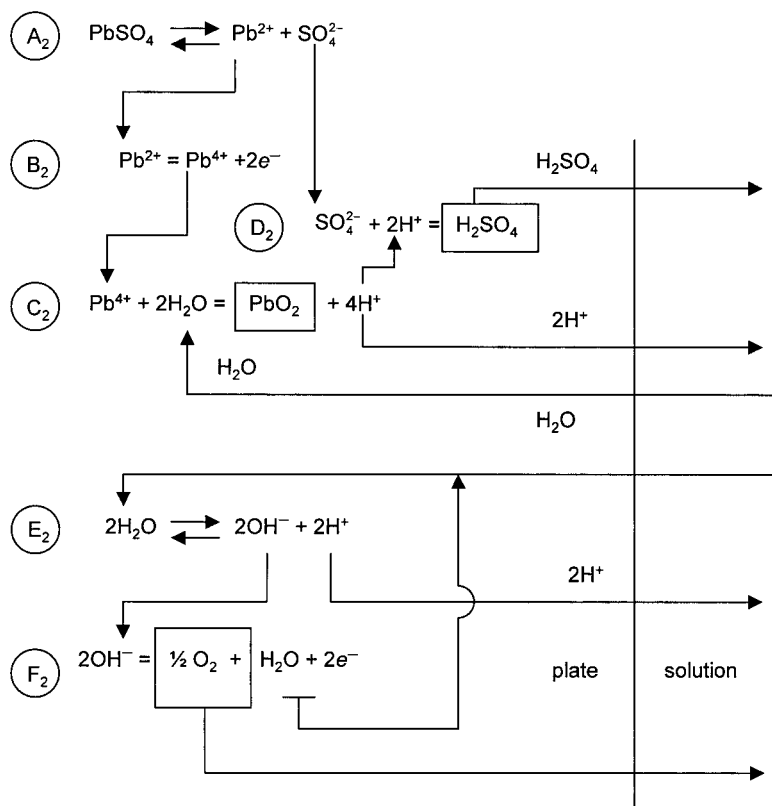 A₂ PbSO₄ ⇌ Pb²⁺ + SO₄²⁻
B₂ Pb²⁺ = Pb⁴⁺ +2e⁻
H₂SO₄
D₂ SO₄²⁻ + 2H⁺ = H₂SO₄
C₂ Pb⁴⁺ + 2H₂O = PbO₂ + 4H⁺
2H⁺
H₂O
H₂O
E₂ 2H₂O ⇌ 2OH⁻ + 2H⁺
2H⁺
F₂ 2OH⁻ = ½ O₂ + H₂O + 2e⁻
plate solution